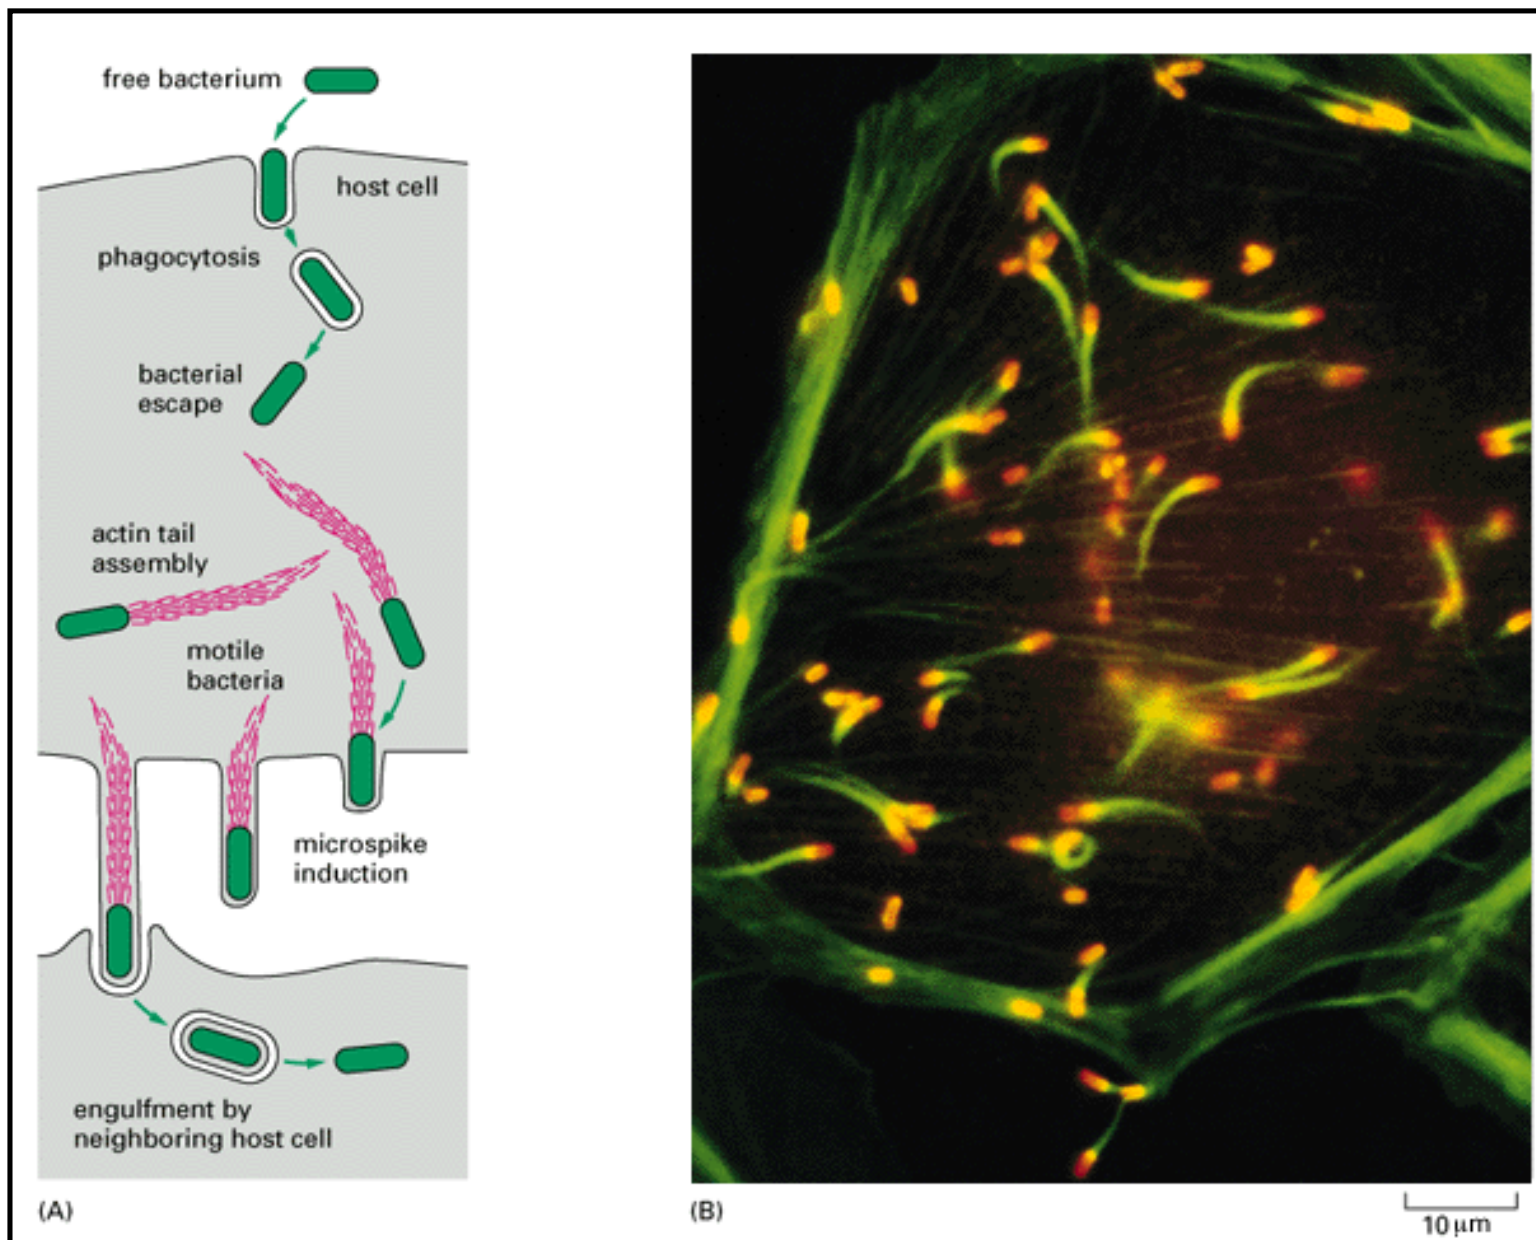 free bacterium
host cell
phagocytosis
bacterial
escape
actin tail
assembly
motile
bacteria
microspike
induction
engulfment by
neighboring host cell
(A)
(B)
10 μm